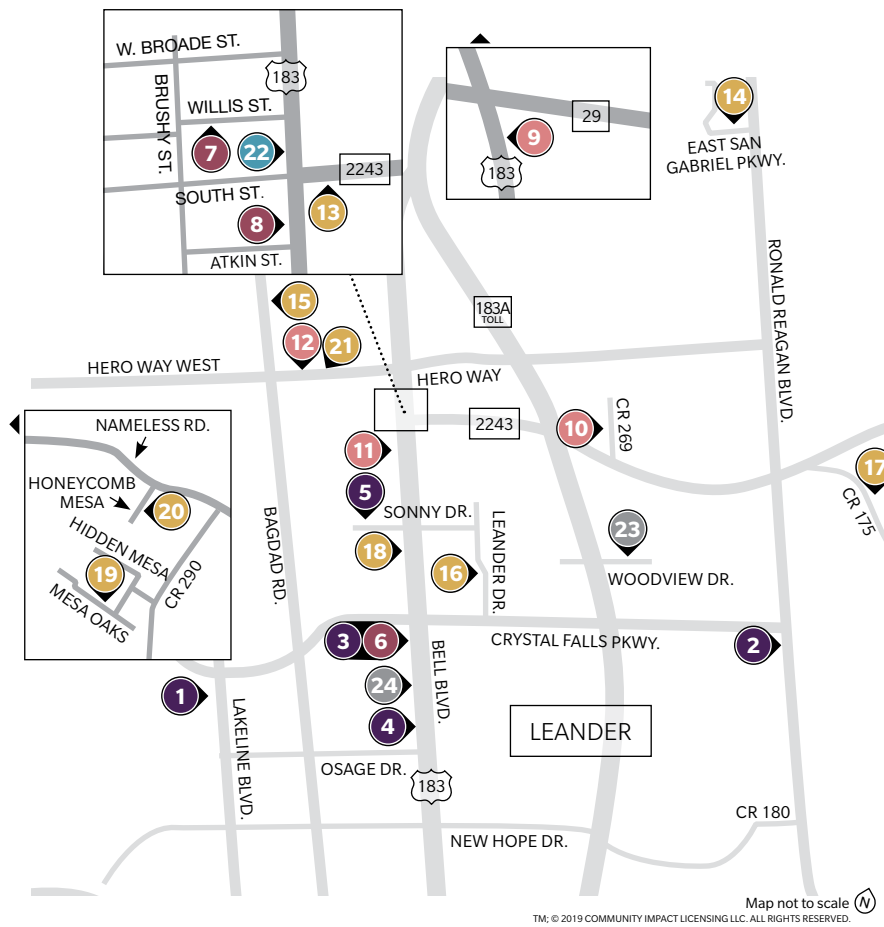 W. BROADE ST.
183
BRUSHY ST.
WILLIS ST.
7
22
2243
SOUTH ST.
8
13
ATKIN ST.
29
9
183
14
EAST SAN
GABRIEL PKWY.
RONALD REAGAN BLVD.
15
183A
TOLL
12
21
HERO WAY WEST
HERO WAY
2243
10
CR 269
11
17
CR 175
NAMELESS RD.
HONEYCOMB
MESA
20
HIDDEN MESA
19
CR 290
MESA OAKS
BAGDAD RD.
5
SONNY DR.
LEANDER DR.
18
16
23
WOODVIEW DR.
3
6
CRYSTAL FALLS PKWY.
2
BELL BLVD.
24
1
4
LAKELINE BLVD.
LEANDER
OSAGE DR.
183
CR 180
NEW HOPE DR.
Map not to scale N
TM; © 2019 COMMUNITY IMPACT LICENSING LLC. ALL RIGHTS RESERVED.